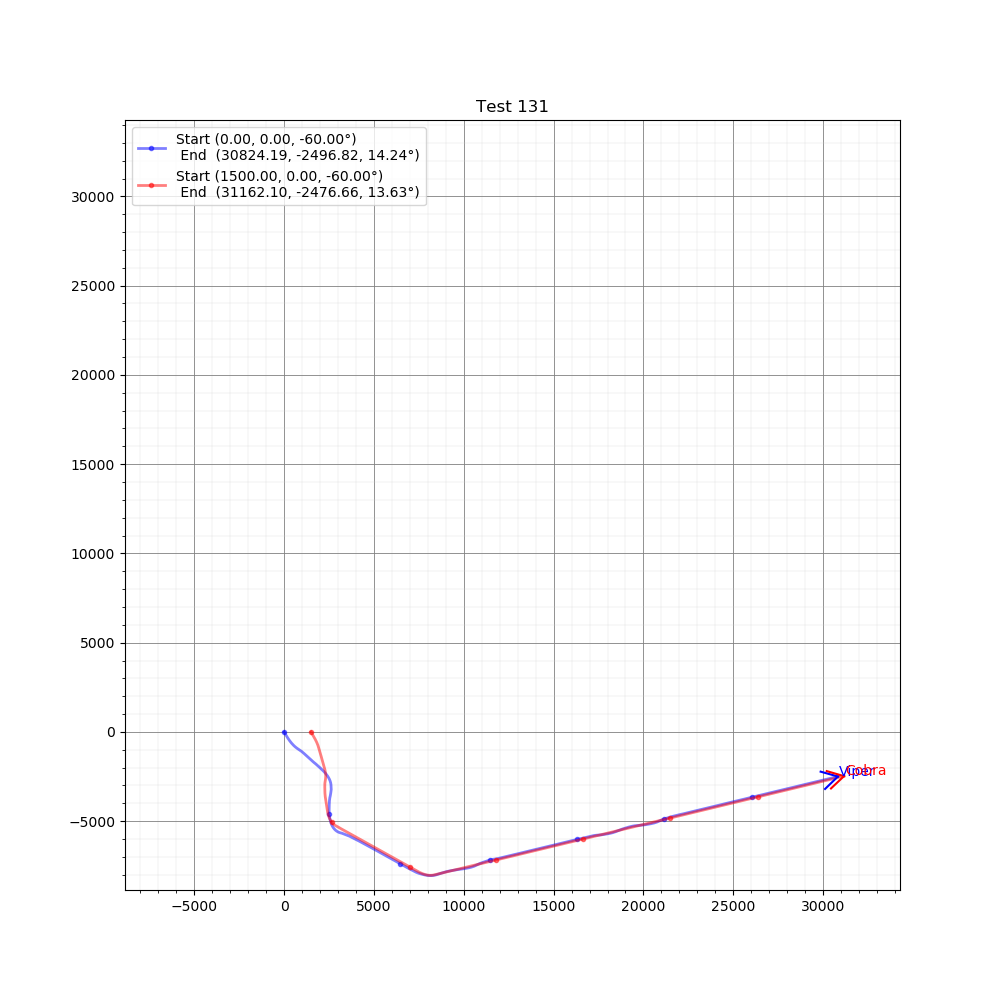 Test 131
Start (0.00, 0.00, -60.00°)
End (30824.19, -2496.82, 14.24°)
Start (1500.00, 0.00, -60.00°)
End (31162.10, -2476.66, 13.63°)
30000
25000
20000
15000
10000
5000
0
−5000
Viper
Cobra
−5000 0 5000 10000 15000 20000 25000 30000